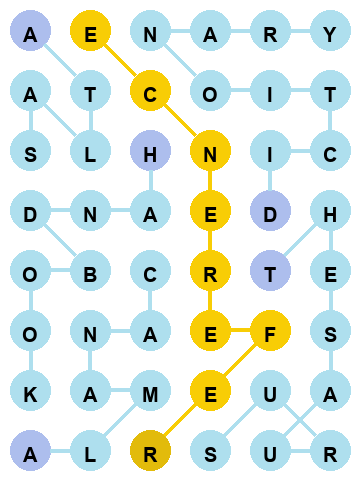 A E N A R Y
A T C O I T
S L H N I C
D N A E D H
O B C R T E
O N A E F S
K A M E U A
A L R S U R